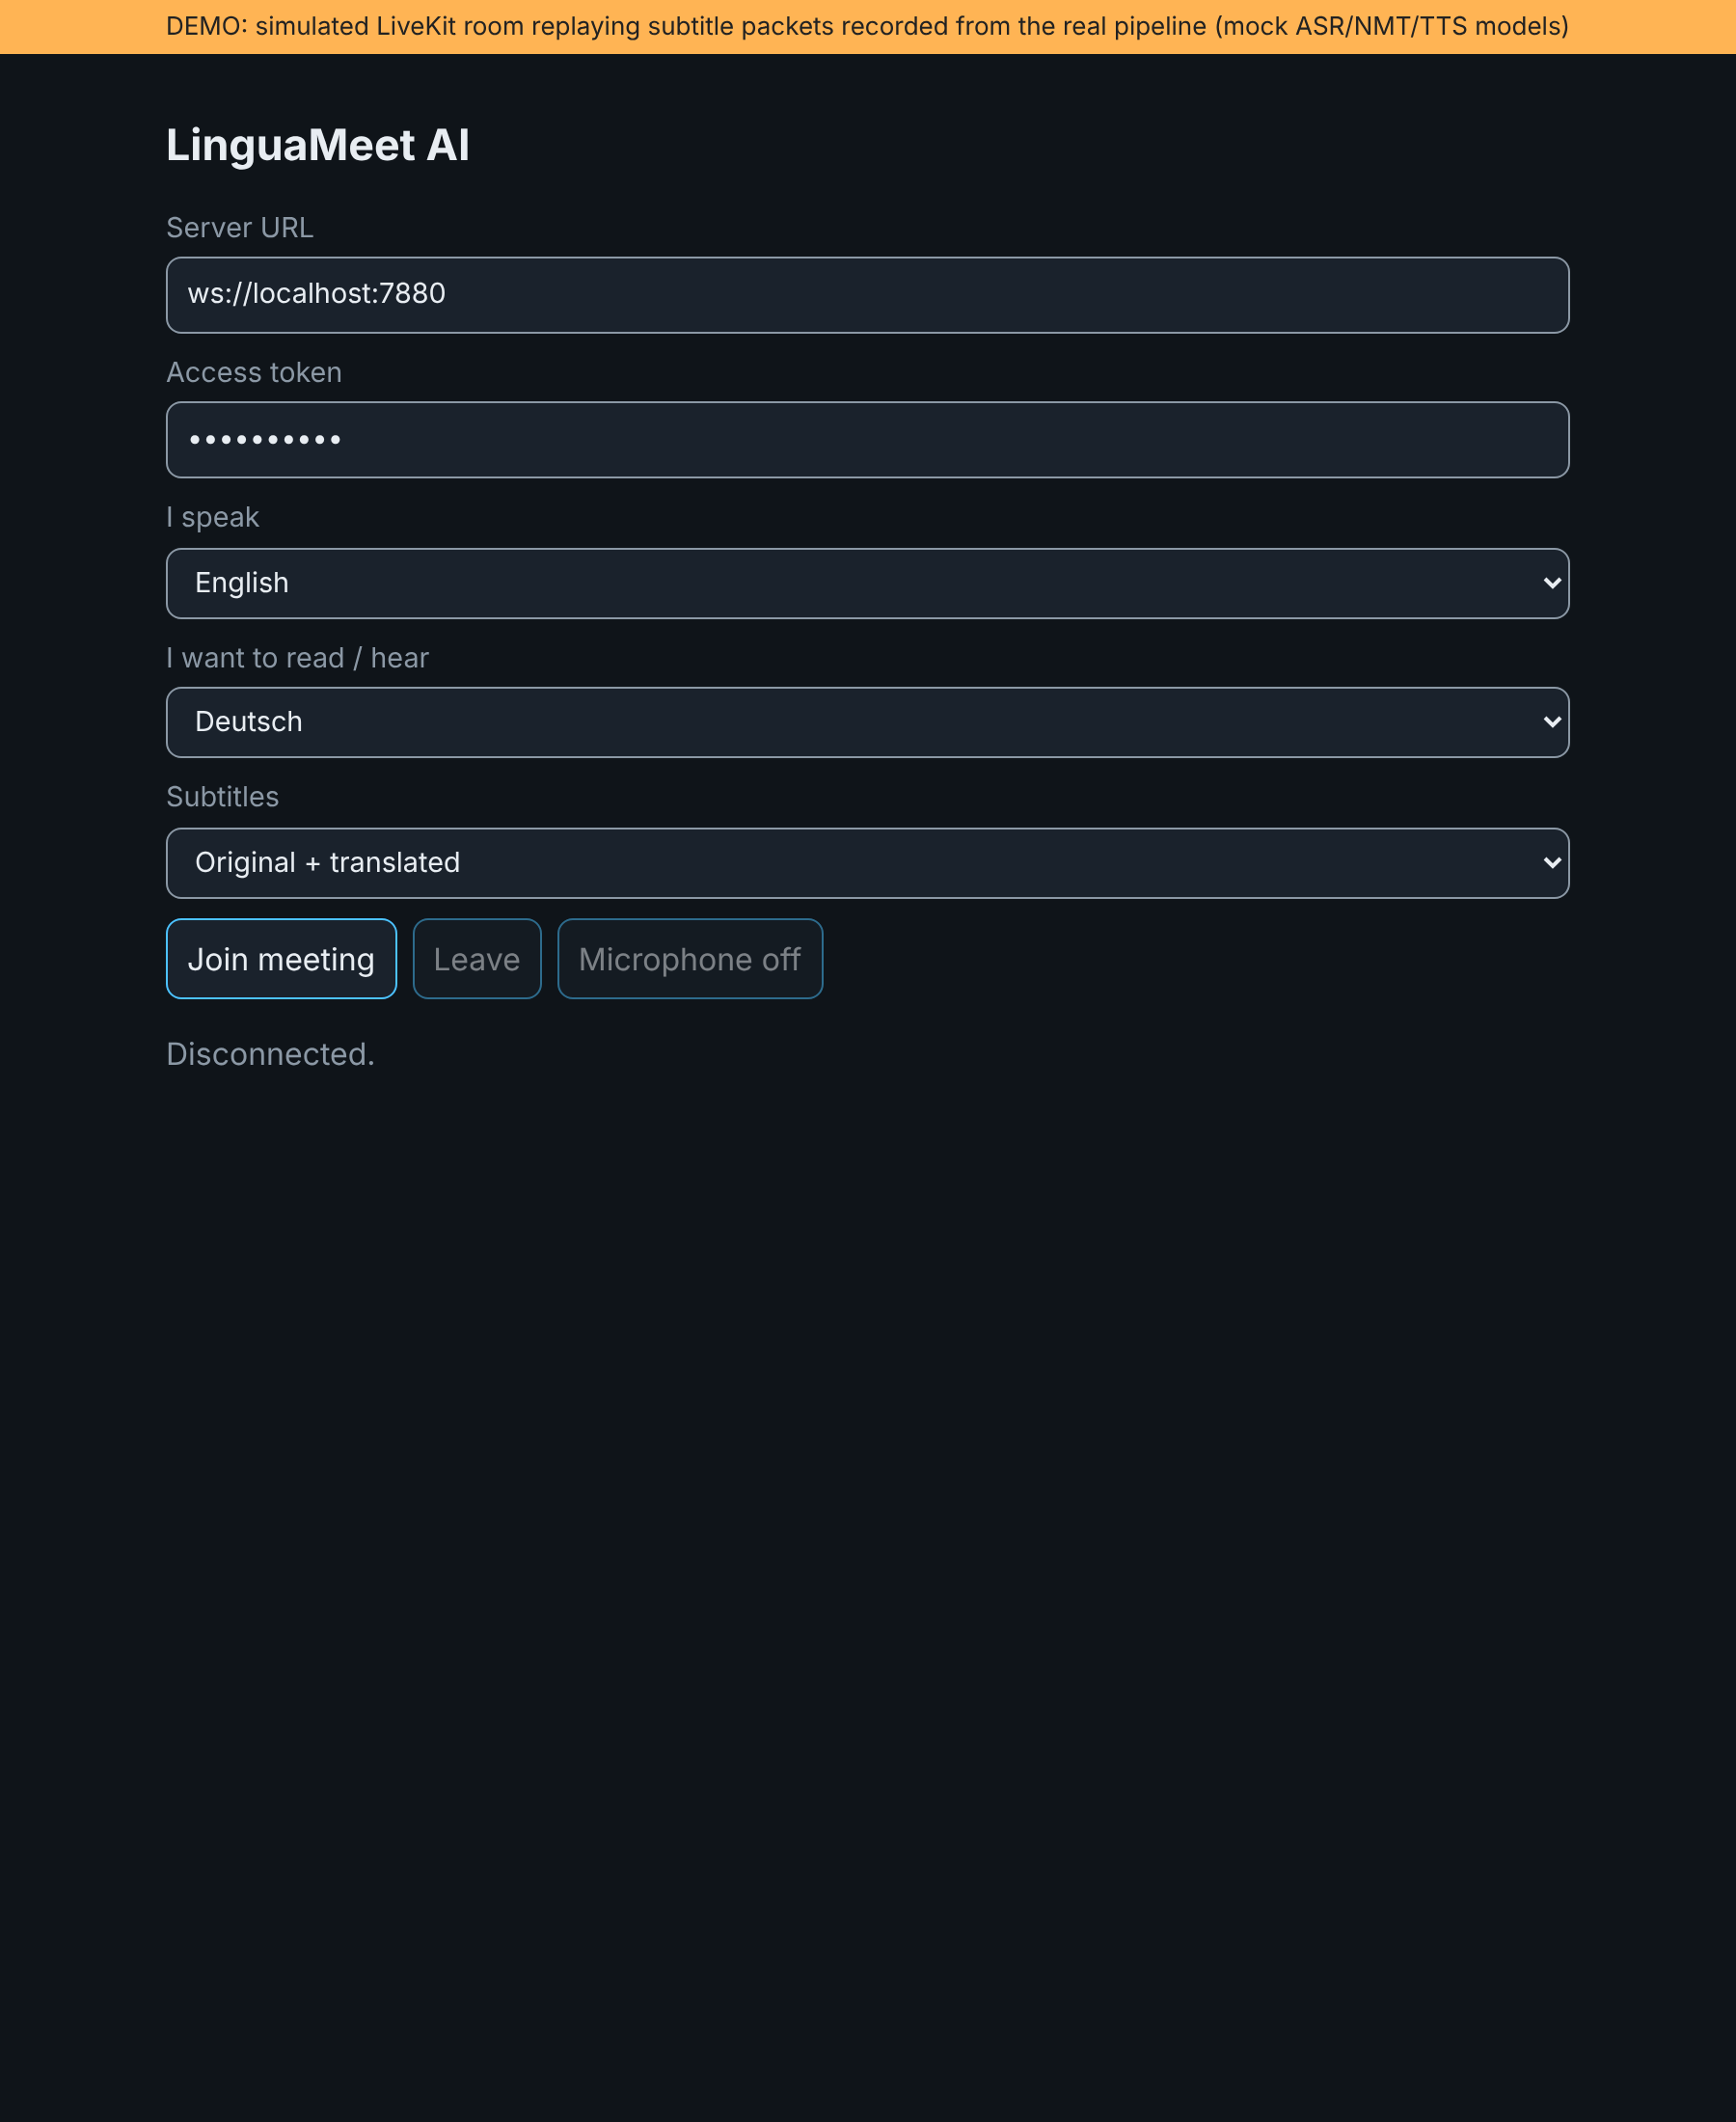 DEMO: simulated LiveKit room replaying subtitle packets recorded from the real pipeline (mock ASR/NMT/TTS models)
LinguaMeet AI
Server URL
ws://localhost:7880
Access token
••••••••••
I speak
English
I want to read / hear
Deutsch
Subtitles
Original + translated
Join meeting Leave Microphone off
Disconnected.